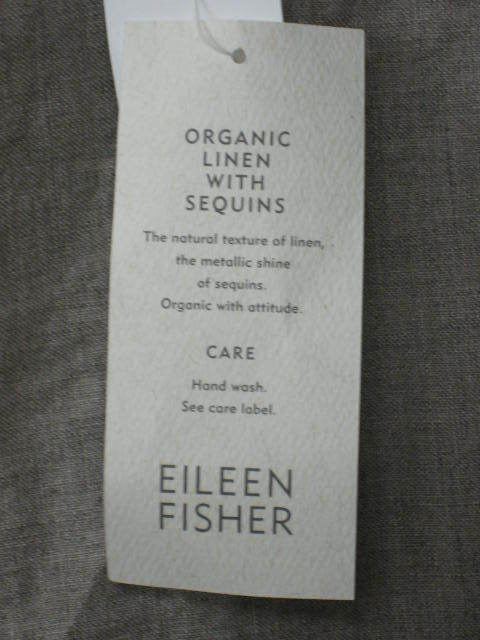 ORGANIC
LINEN
WITH
SEQUINS
The natural texture of linen,
the metallic shine
of sequins.
Organic with attitude.
CARE
Hand wash.
See care label.
EILEEN
FISHER